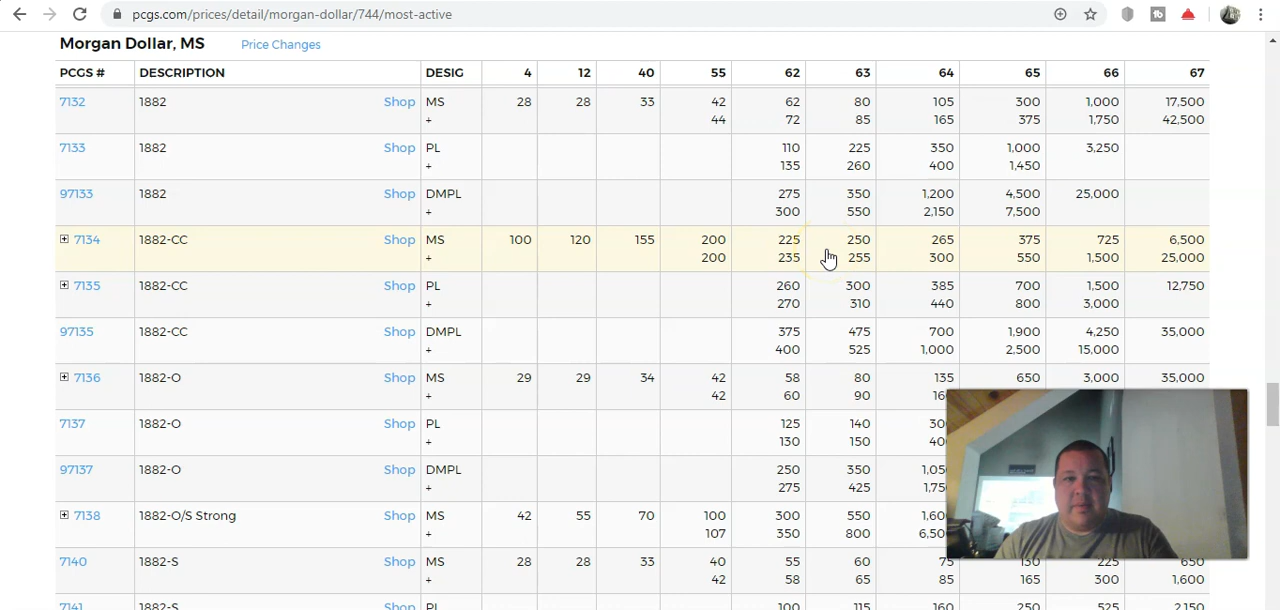 pcgs.com/prices/detail/morgan-dollar/744/most-active
Morgan Dollar, MS Price Changes
PCGS # DESCRIPTION DESIG 4 12 40 55 62 63 64 65 66 67
7132 1882 Shop MS 28 28 33 42 62 80 105 300 1,000 17,500
+ 44 72 85 165 375 1,750 42,500
7133 1882 Shop PL 110 225 350 1,000 3,250
+ 135 260 400 1,450
97133 1882 Shop DMPL 275 350 1,200 4,500 25,000
+ 300 550 2,150 7,500
7134 1882-CC Shop MS 100 120 155 200 225 250 265 375 725 6,500
+ 200 235 255 300 550 1,500 25,000
7135 1882-CC Shop PL 260 300 385 700 1,500 12,750
+ 270 310 440 800 3,000
97135 1882-CC Shop DMPL 375 475 700 1,900 4,250 35,000
+ 400 525 1,000 2,500 15,000
7136 1882-O Shop MS 29 29 34 42 58 80 135 650 3,000 35,000
+ 42 60 90
7137 1882-O Shop PL 125 140
+ 130 150
97137 1882-O Shop DMPL 250 350
+ 275 425
7138 1882-O/S Strong Shop MS 42 55 70 100 300 550
+ 107 350 800
7140 1882-S Shop MS 28 28 33 40 55 60 75 130 225 650
+ 42 58 65 85 165 300 1,600
7141 1882-S Shop PL 100 115 160 250 525 2,150